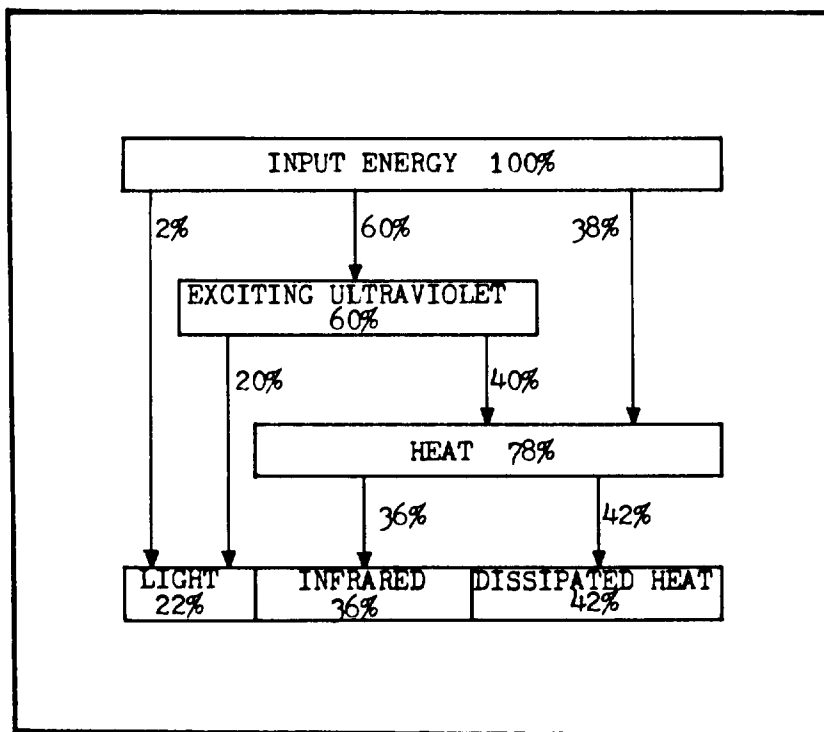 INPUT ENERGY 100%
2%
60%
38%
EXCITING ULTRAVIOLET
60%
20%
40%
HEAT 78%
36%
42%
LIGHT
22%
INFRARED
36%
DISSIPATED HEAT
42%